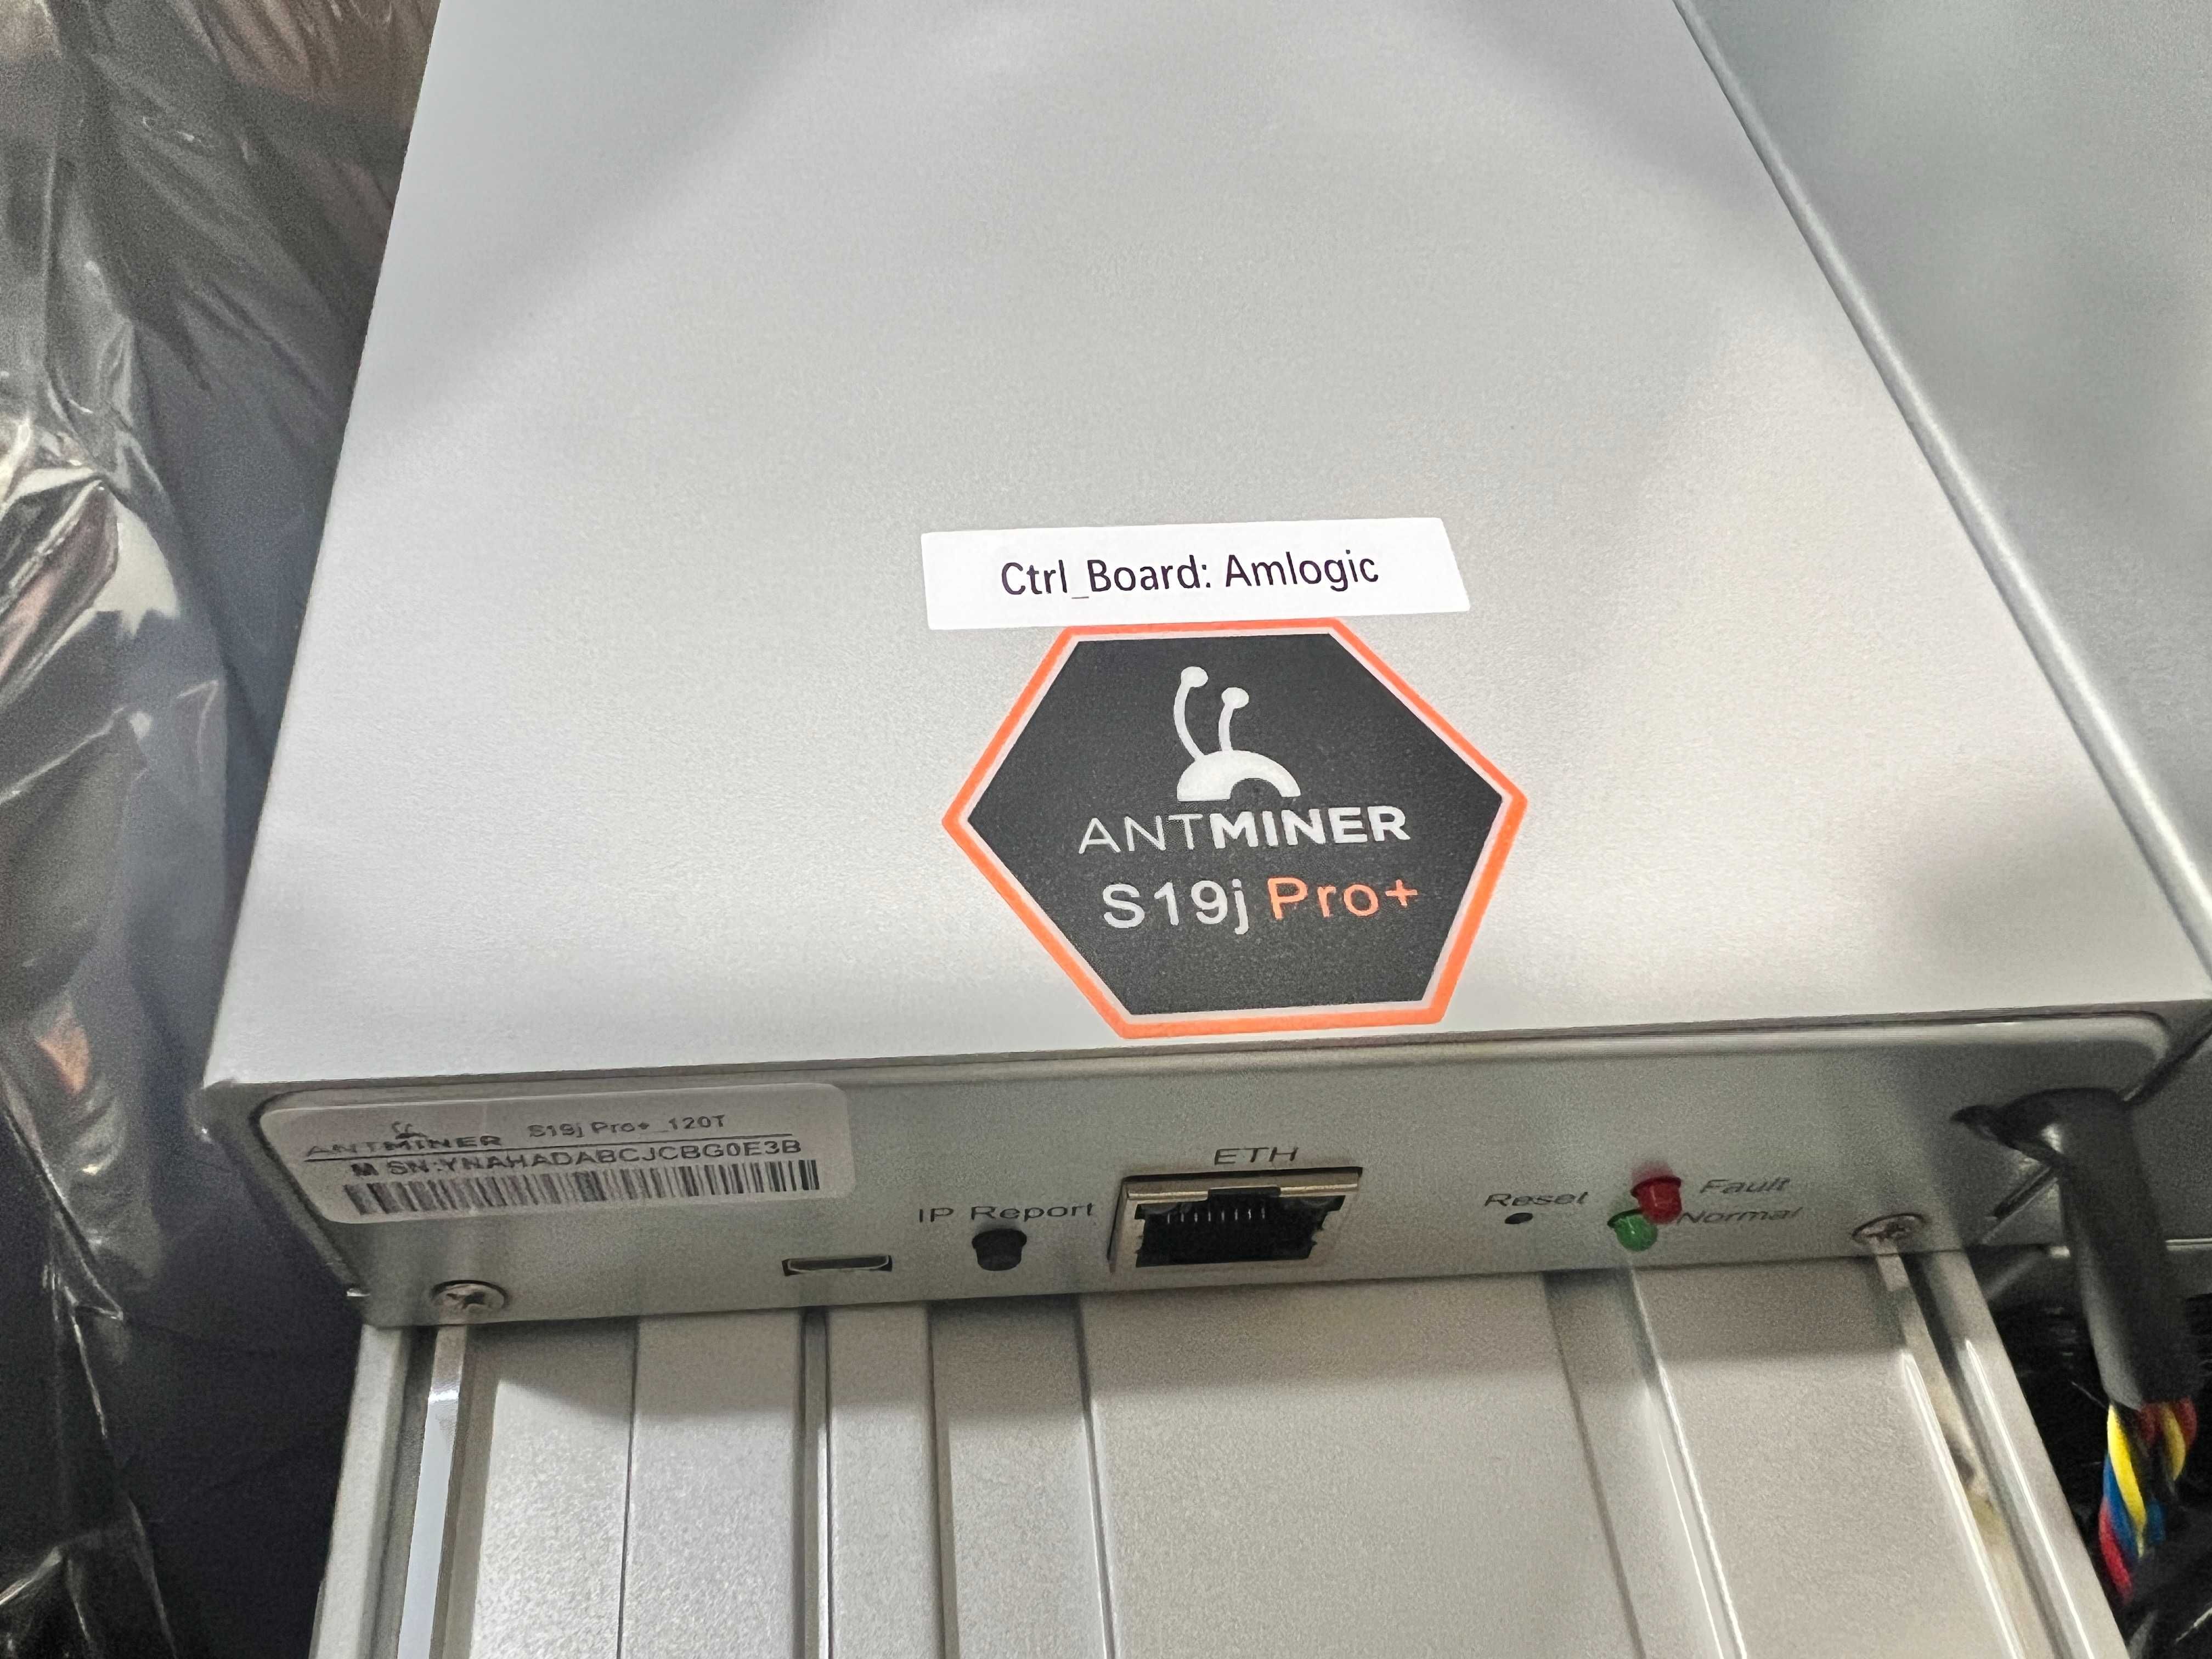 Ctrl_Board: Amlogic
ANTMINER
S19j Pro+
ANTMINER S19j Pro+_120T
M SN:YNAHADABCJCBG0E3B
IP Report
ETH
Reset
Fault
Normal